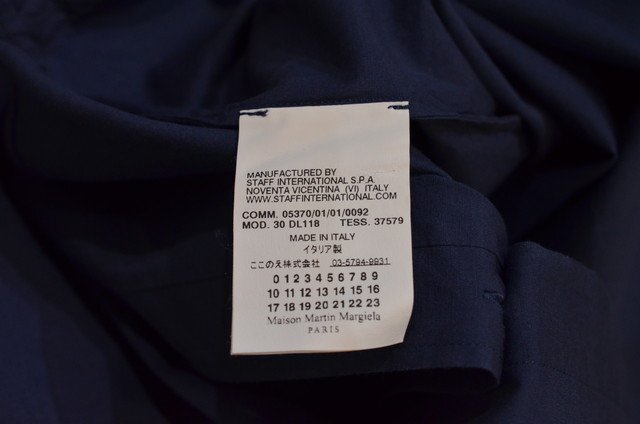 MANUFACTURED BY
STAFF INTERNATIONAL S.P.A.
NOVENTA VICENTINA (VI) ITALY
WWW.STAFFINTERNATIONAL.COM
COMM. 05370/01/01/0092
MOD. 30 DL118 TESS. 37579
MADE IN ITALY
イタリア製
ここのえ株式会社 03-5794-9931
0 1 2 3 4 5 6 7 8 9
10 11 12 13 14 15 16
17 18 19 20 21 22 23
Maison Martin Margiela
PARIS